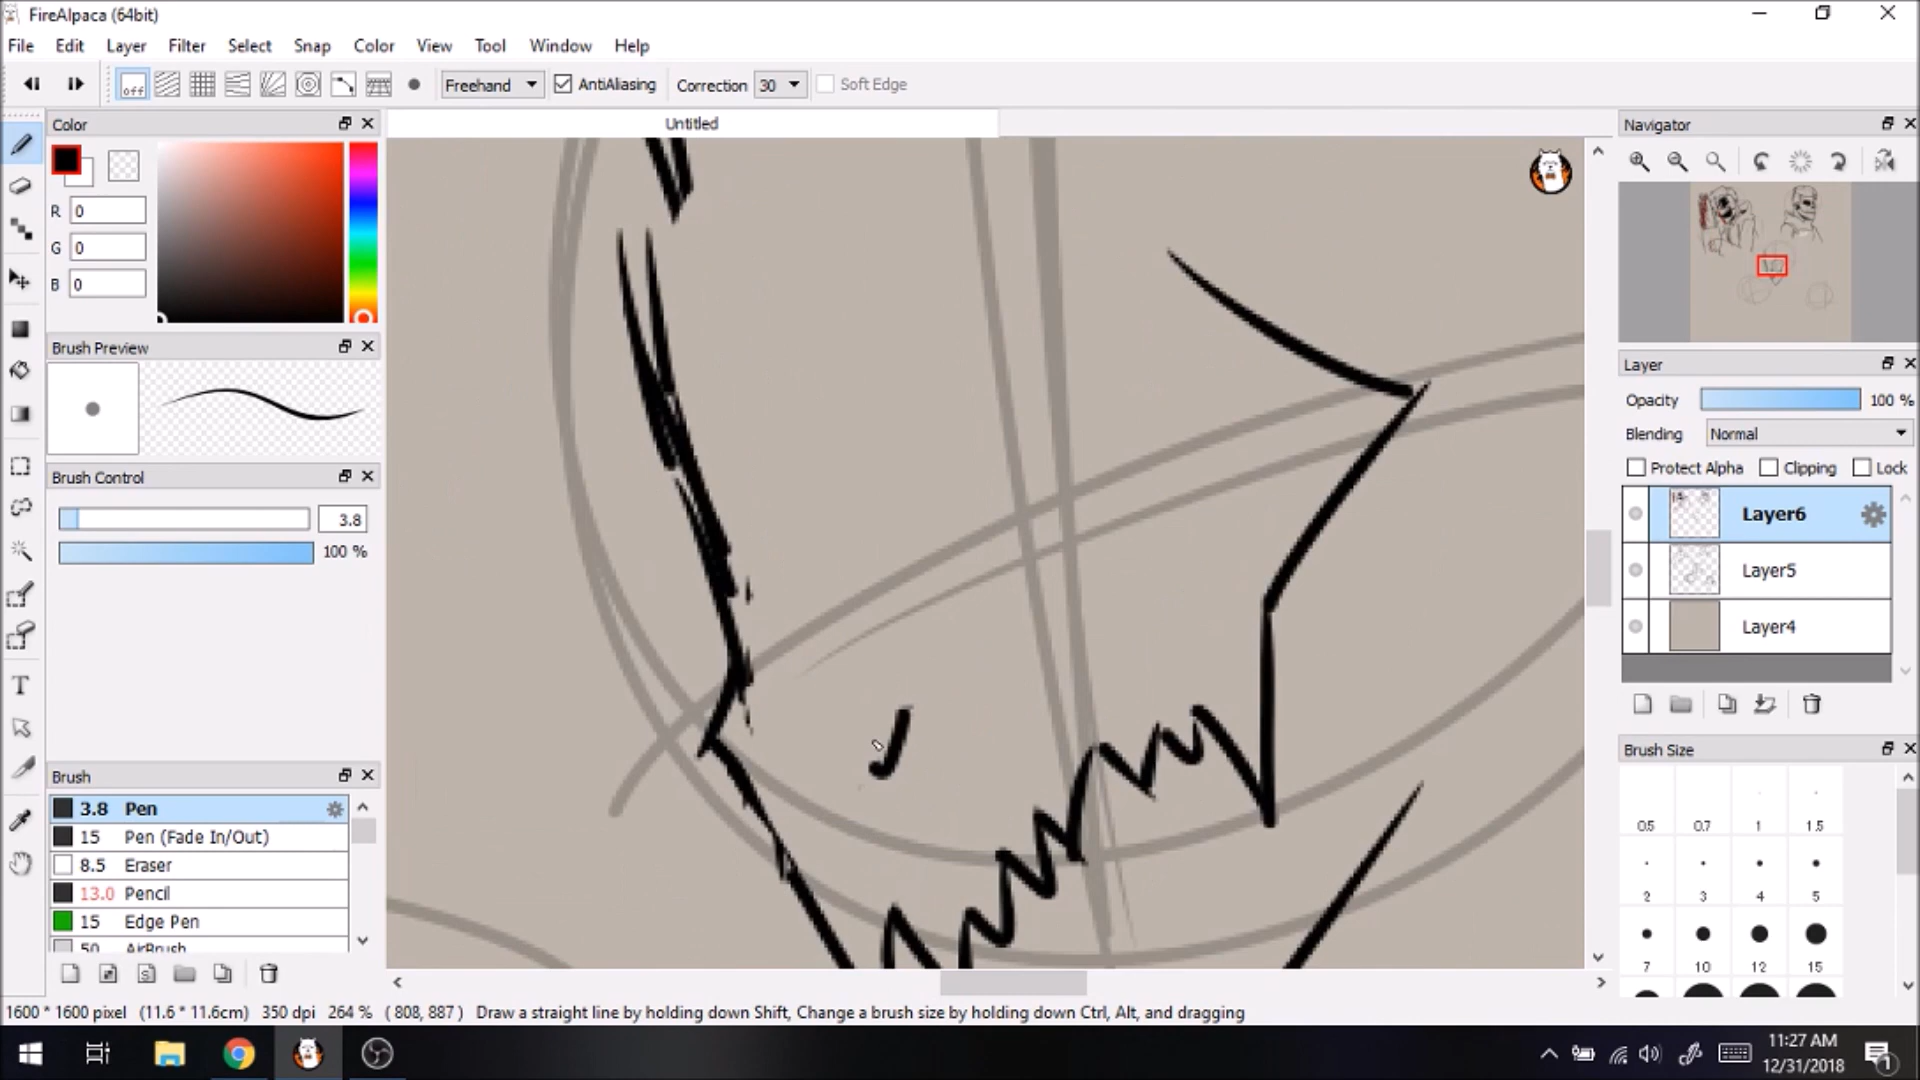 FireAlpaca (64bit)
File Edit Layer Filter Select Snap Color View Tool Window Help
off Freehand AntiAliasing Correction 30 Soft Edge
Color
R 0
G 0
B 0
Brush Preview
Brush Control
3.8
100 %
Brush
3.8 Pen
15 Pen (Fade In/Out)
8.5 Eraser
13.0 Pencil
15 Edge Pen
50 AirBrush
Untitled
Navigator
Layer
Opacity 100 %
Blending Normal
Protect Alpha Clipping Lock
Layer6
Layer5
Layer4
Brush Size
0.5 0.7 1 1.5
2 3 4 5
7 10 12 15
1600 * 1600 pixel (11.6 * 11.6cm) 350 dpi 264 % ( 808, 887 ) Draw a straight line by holding down Shift, Change a brush size by holding down Ctrl, Alt, and dragging
T
11:27 AM
12/31/2018
1